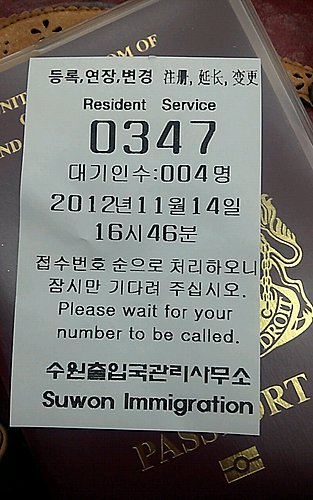 등록,연장,변경 注册,延长,变更
Resident Service
0347
대기인수:004명
2012년11월14일
16시46분
접수번호 순으로 처리하오니
잠시만 기다려 주십시오.
Please wait for your
number to be called.
수원출입국관리사무소
Suwon Immigration
OM OF
DROIT
PASSPORT